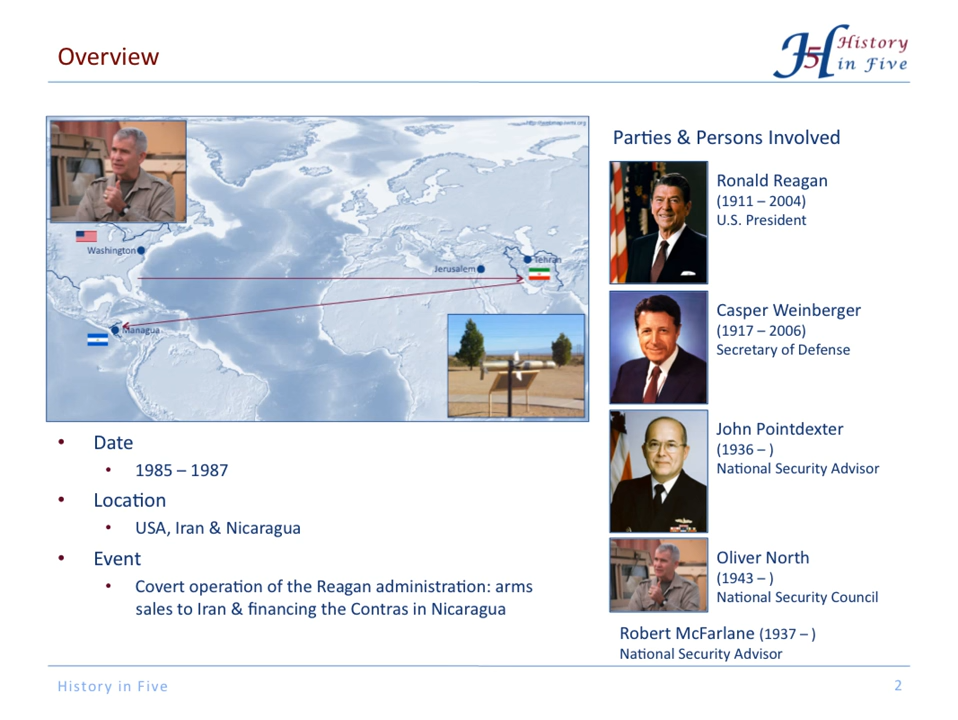 Overview
History
in Five
Washington
Jerusalem
Tehran
Managua
Parties & Persons Involved
Ronald Reagan
(1911 – 2004)
U.S. President
Casper Weinberger
(1917 – 2006)
Secretary of Defense
John Pointdexter
(1936 – )
National Security Advisor
Oliver North
(1943 – )
National Security Council
Robert McFarlane (1937 – )
National Security Advisor
• Date
• 1985 – 1987
• Location
• USA, Iran & Nicaragua
• Event
• Covert operation of the Reagan administration: arms
sales to Iran & financing the Contras in Nicaragua
History in Five
2